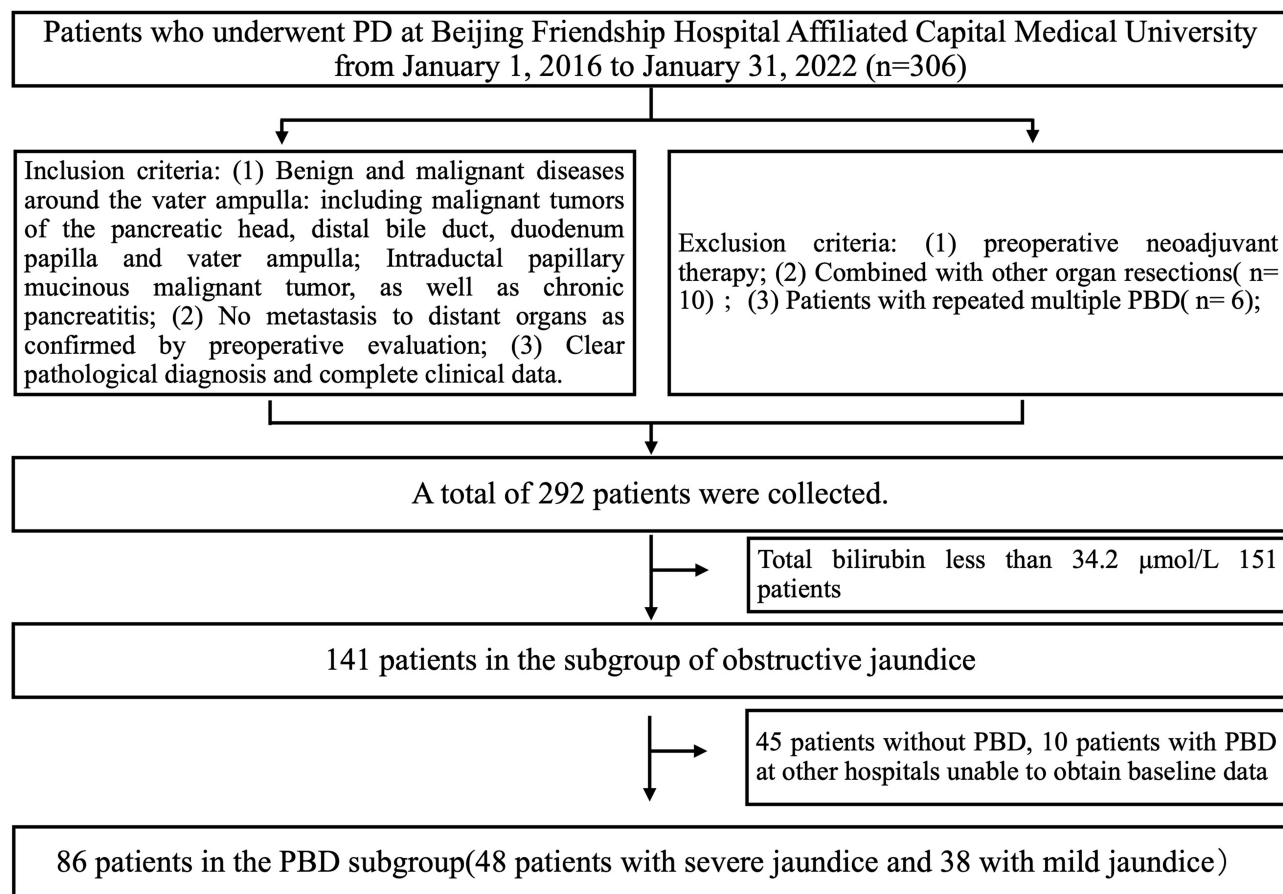 Patients who underwent PD at Beijing Friendship Hospital Affiliated Capital Medical University
from January 1, 2016 to January 31, 2022 (n=306)
Inclusion criteria: (1) Benign and malignant diseases
around the vater ampulla: including malignant tumors
of the pancreatic head, distal bile duct, duodenum
papilla and vater ampulla; Intraductal papillary
mucinous malignant tumor, as well as chronic
pancreatitis; (2) No metastasis to distant organs as
confirmed by preoperative evaluation; (3) Clear
pathological diagnosis and complete clinical data.
Exclusion criteria: (1) preoperative neoadjuvant
therapy; (2) Combined with other organ resections( n=
10) ; (3) Patients with repeated multiple PBD( n= 6);
A total of 292 patients were collected.
Total bilirubin less than 34.2 μmol/L 151
patients
141 patients in the subgroup of obstructive jaundice
45 patients without PBD, 10 patients with PBD
at other hospitals unable to obtain baseline data
86 patients in the PBD subgroup(48 patients with severe jaundice and 38 with mild jaundice）